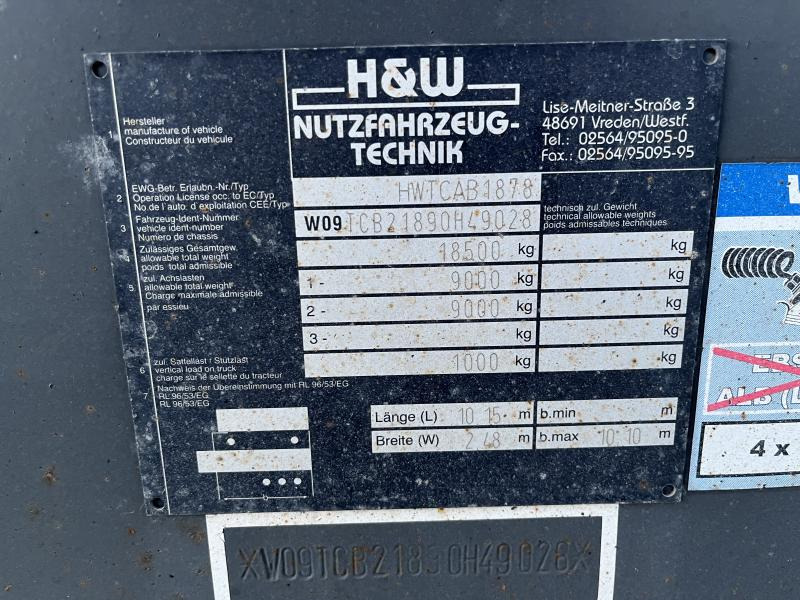 H&W
NUTZFAHRZEUG-
TECHNIK
Lise-Meitner-Straße 3
48691 Vreden/Westf.
Tel.: 02564/95095-0
Fax.: 02564/95095-95
1 Hersteller
manufacture of vehicle
Constructeur du vehicule
2 EWG-Betr. Erlaubn.-Nr./Typ
Operation License occ. to EC/Typ
No de l'auto. d'exploitation CEE/Typ
HWTCAB1878
3 Fahrzeug-Ident-Nummer
vehicle ident-number
Numero de chassis
W09TCB21890H49028
technisch zul. Gewicht
technical allowable weights
poids admissables techniques
4 Zulässiges Gesamtgew.
allowable total weight
poids total admissible
18500 kg
kg
5 zul. Achslasten
allowable total weight
Charge maximale admissible
par essieu
1- 9000 kg
kg
2- 9000 kg
kg
3- kg
kg
6 zul. Sattellast / Stützlast
vertical load on truck
charge sur le sellette du tracteur
1000 kg
kg
7 Nachweis der Übereinstimmung mit RL 96/53/EG
RL 96/53/EG
RL 96/53/EG
Länge (L) 10 15 m
b.min m
Breite (W) 2 48 m
b.max 10.10 m
XW09TCB21890H49028X
ERS
ALB (L
4 x